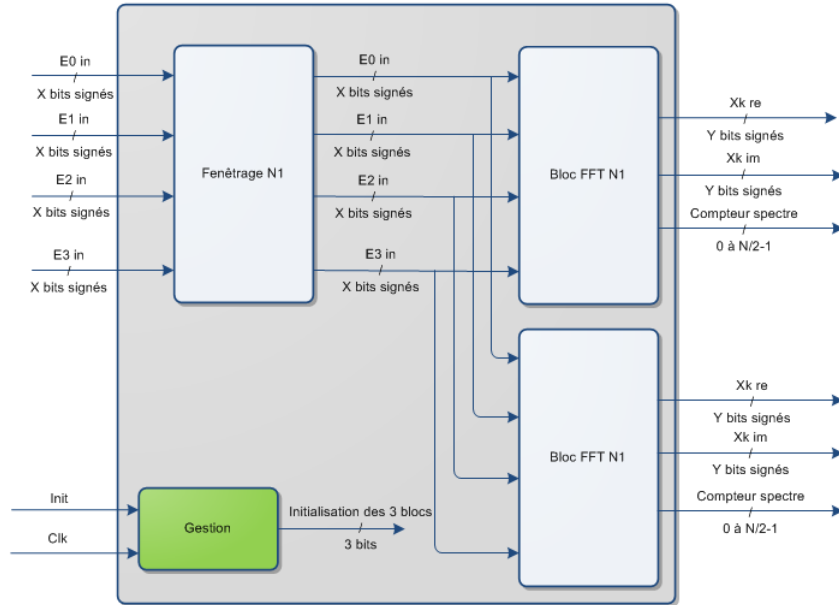 E0 in
X bits signés
E1 in
X bits signés
E2 in
X bits signés
E3 in
X bits signés
Fenêtrage N1
E0 in
X bits signés
E1 in
X bits signés
E2 in
X bits signés
E3 in
X bits signés
Bloc FFT N1
Xk re
Y bits signés
Xk im
Y bits signés
Compteur spectre
0 à N/2-1
Bloc FFT N1
Xk re
Y bits signés
Xk im
Y bits signés
Compteur spectre
0 à N/2-1
Init
Clk
Gestion
Initialisation des 3 blocs
3 bits